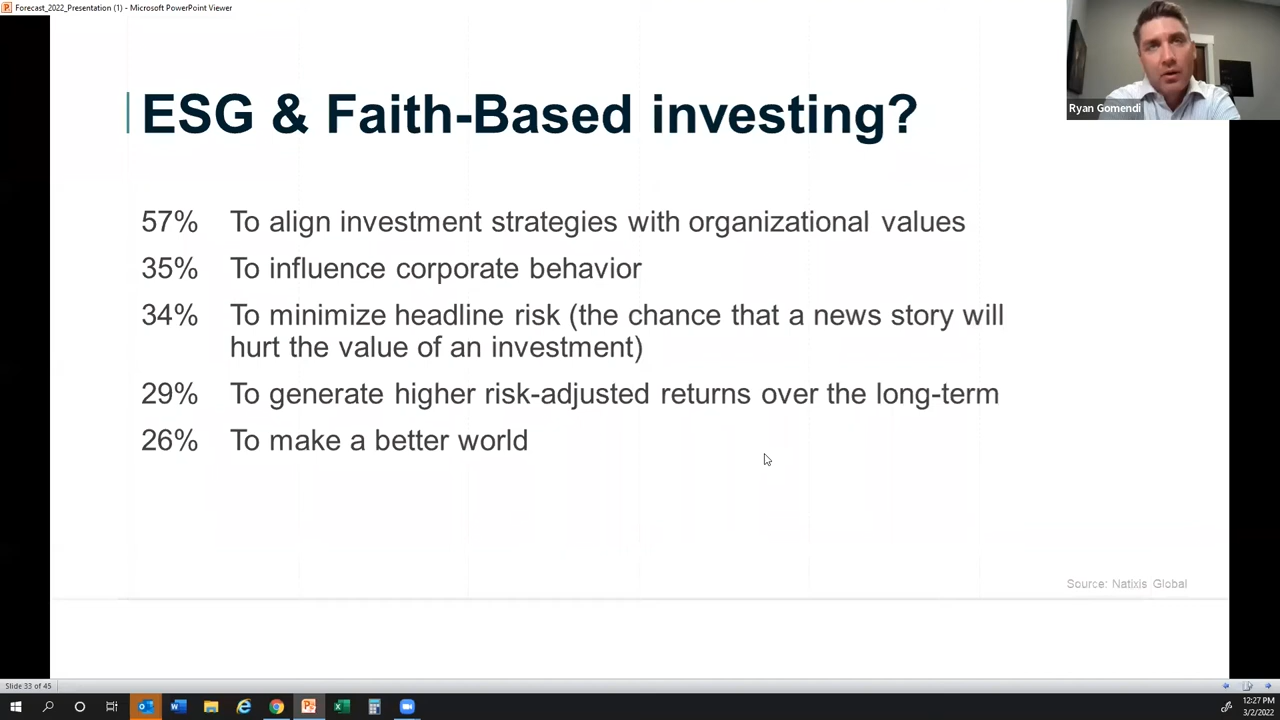 Forecast_2022_Presentation (1) - Microsoft PowerPoint Viewer
Ryan Gomendi
ESG & Faith-Based investing?
57% To align investment strategies with organizational values
35% To influence corporate behavior
34% To minimize headline risk (the chance that a news story will
hurt the value of an investment)
29% To generate higher risk-adjusted returns over the long-term
26% To make a better world
Source: Natixis Global
Slide 33 of 45
12:27 PM
3/2/2022